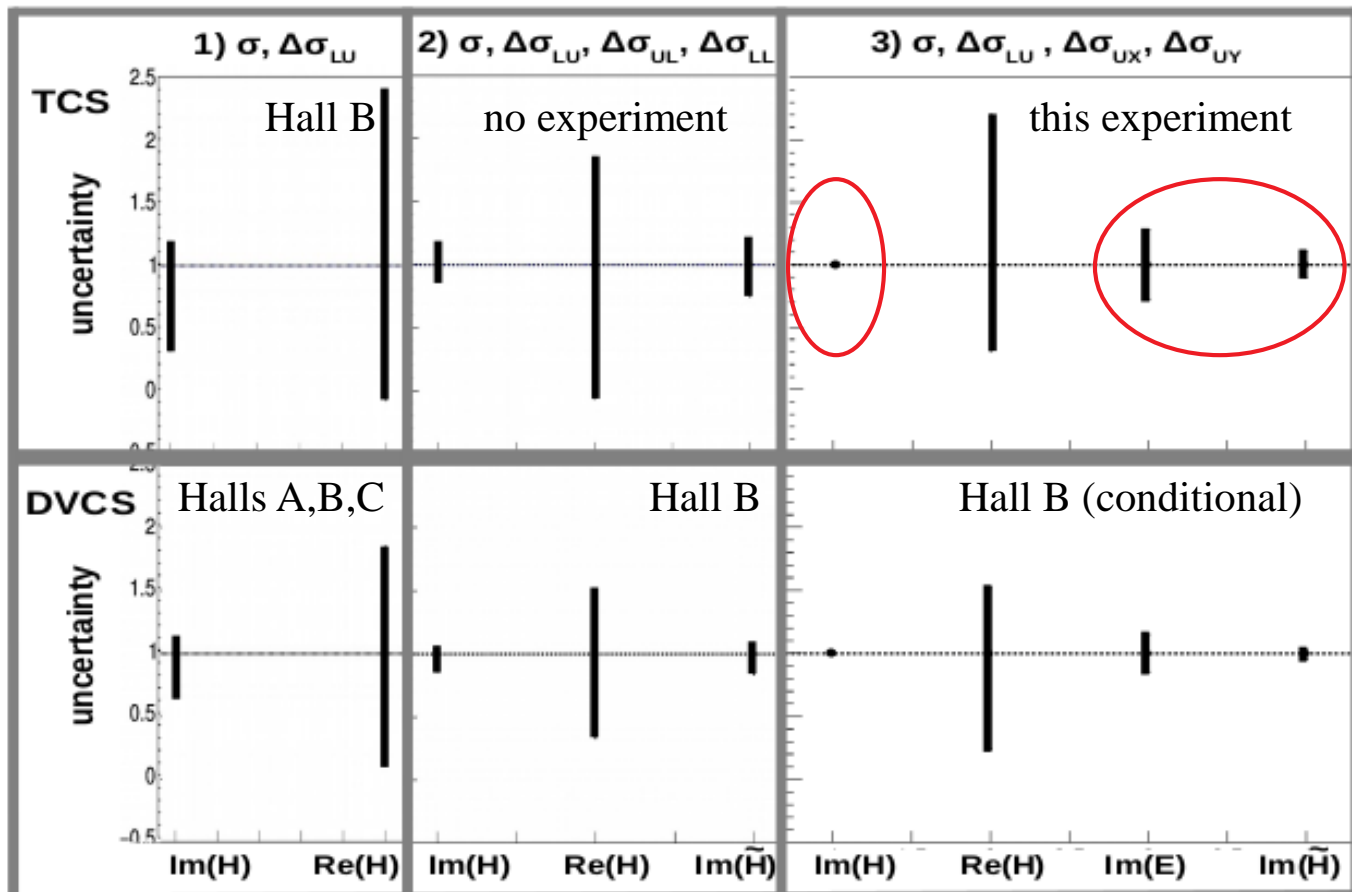 1) σ, Δσ_LU
2) σ, Δσ_LU, Δσ_UL, Δσ_LL
3) σ, Δσ_LU , Δσ_UX, Δσ_UY
TCS
uncertainty
2.5
2
1.5
1
0.5
0
Hall B
no experiment
this experiment
DVCS
uncertainty
2
1.5
1
0.5
0
−0.5
Halls A,B,C
Hall B
Hall B (conditional)
Im(H) Re(H)
Im(H) Re(H) Im(H̃)
Im(H) Re(H) Im(E) Im(H̃)